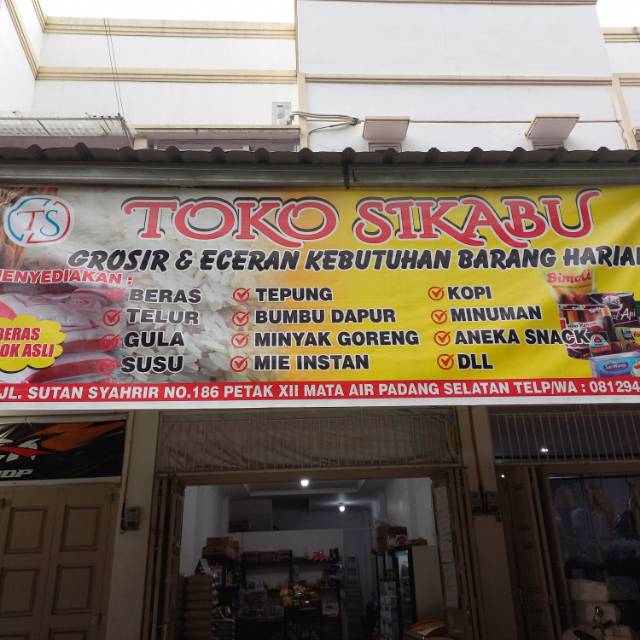 TS
TOKO SIKABU
GROSIR & ECERAN KEBUTUHAN BARANG HARIAN
MENYEDIAKAN :
BERAS TEPUNG KOPI
TELUR BUMBU DAPUR MINUMAN
GULA MINYAK GORENG ANEKA SNACK
SUSU MIE INSTAN DLL
Bimoli
BERAS
OK ASLI
JL. SUTAN SYAHRIR NO.186 PETAK XII MATA AIR PADANG SELATAN TELP/WA : 081294